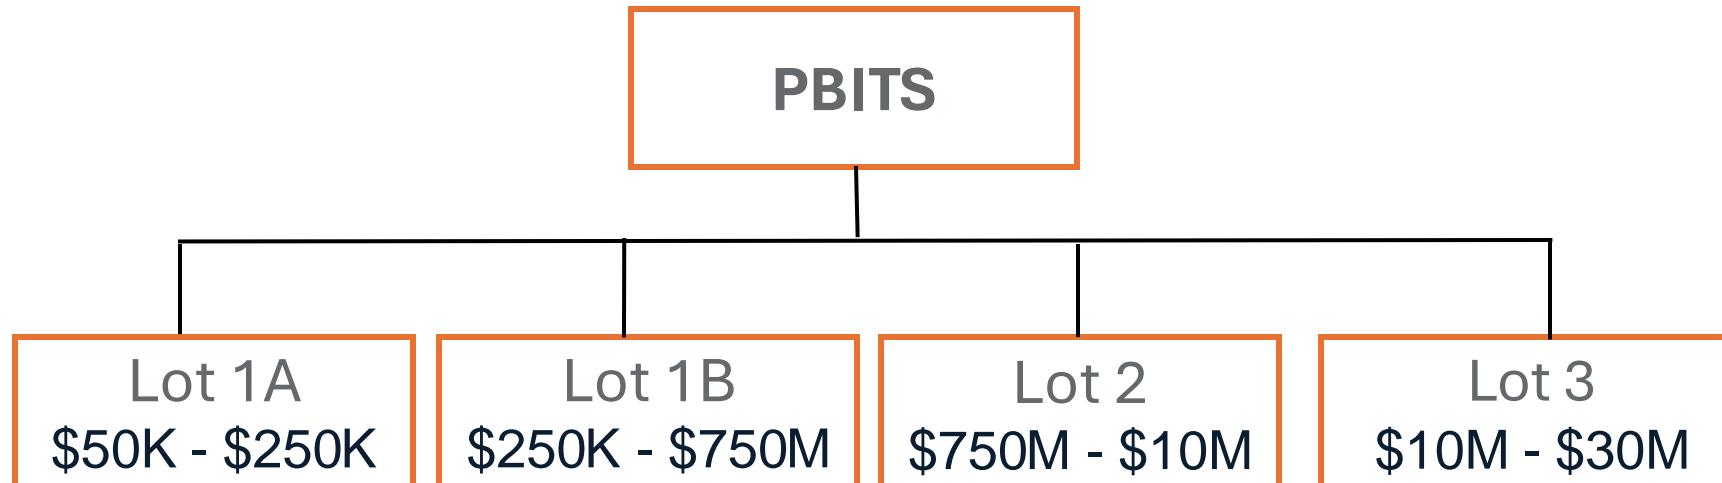 PBITS
Lot 1A
$50K - $250K
Lot 1B
$250K - $750M
Lot 2
$750M - $10M
Lot 3
$10M - $30M